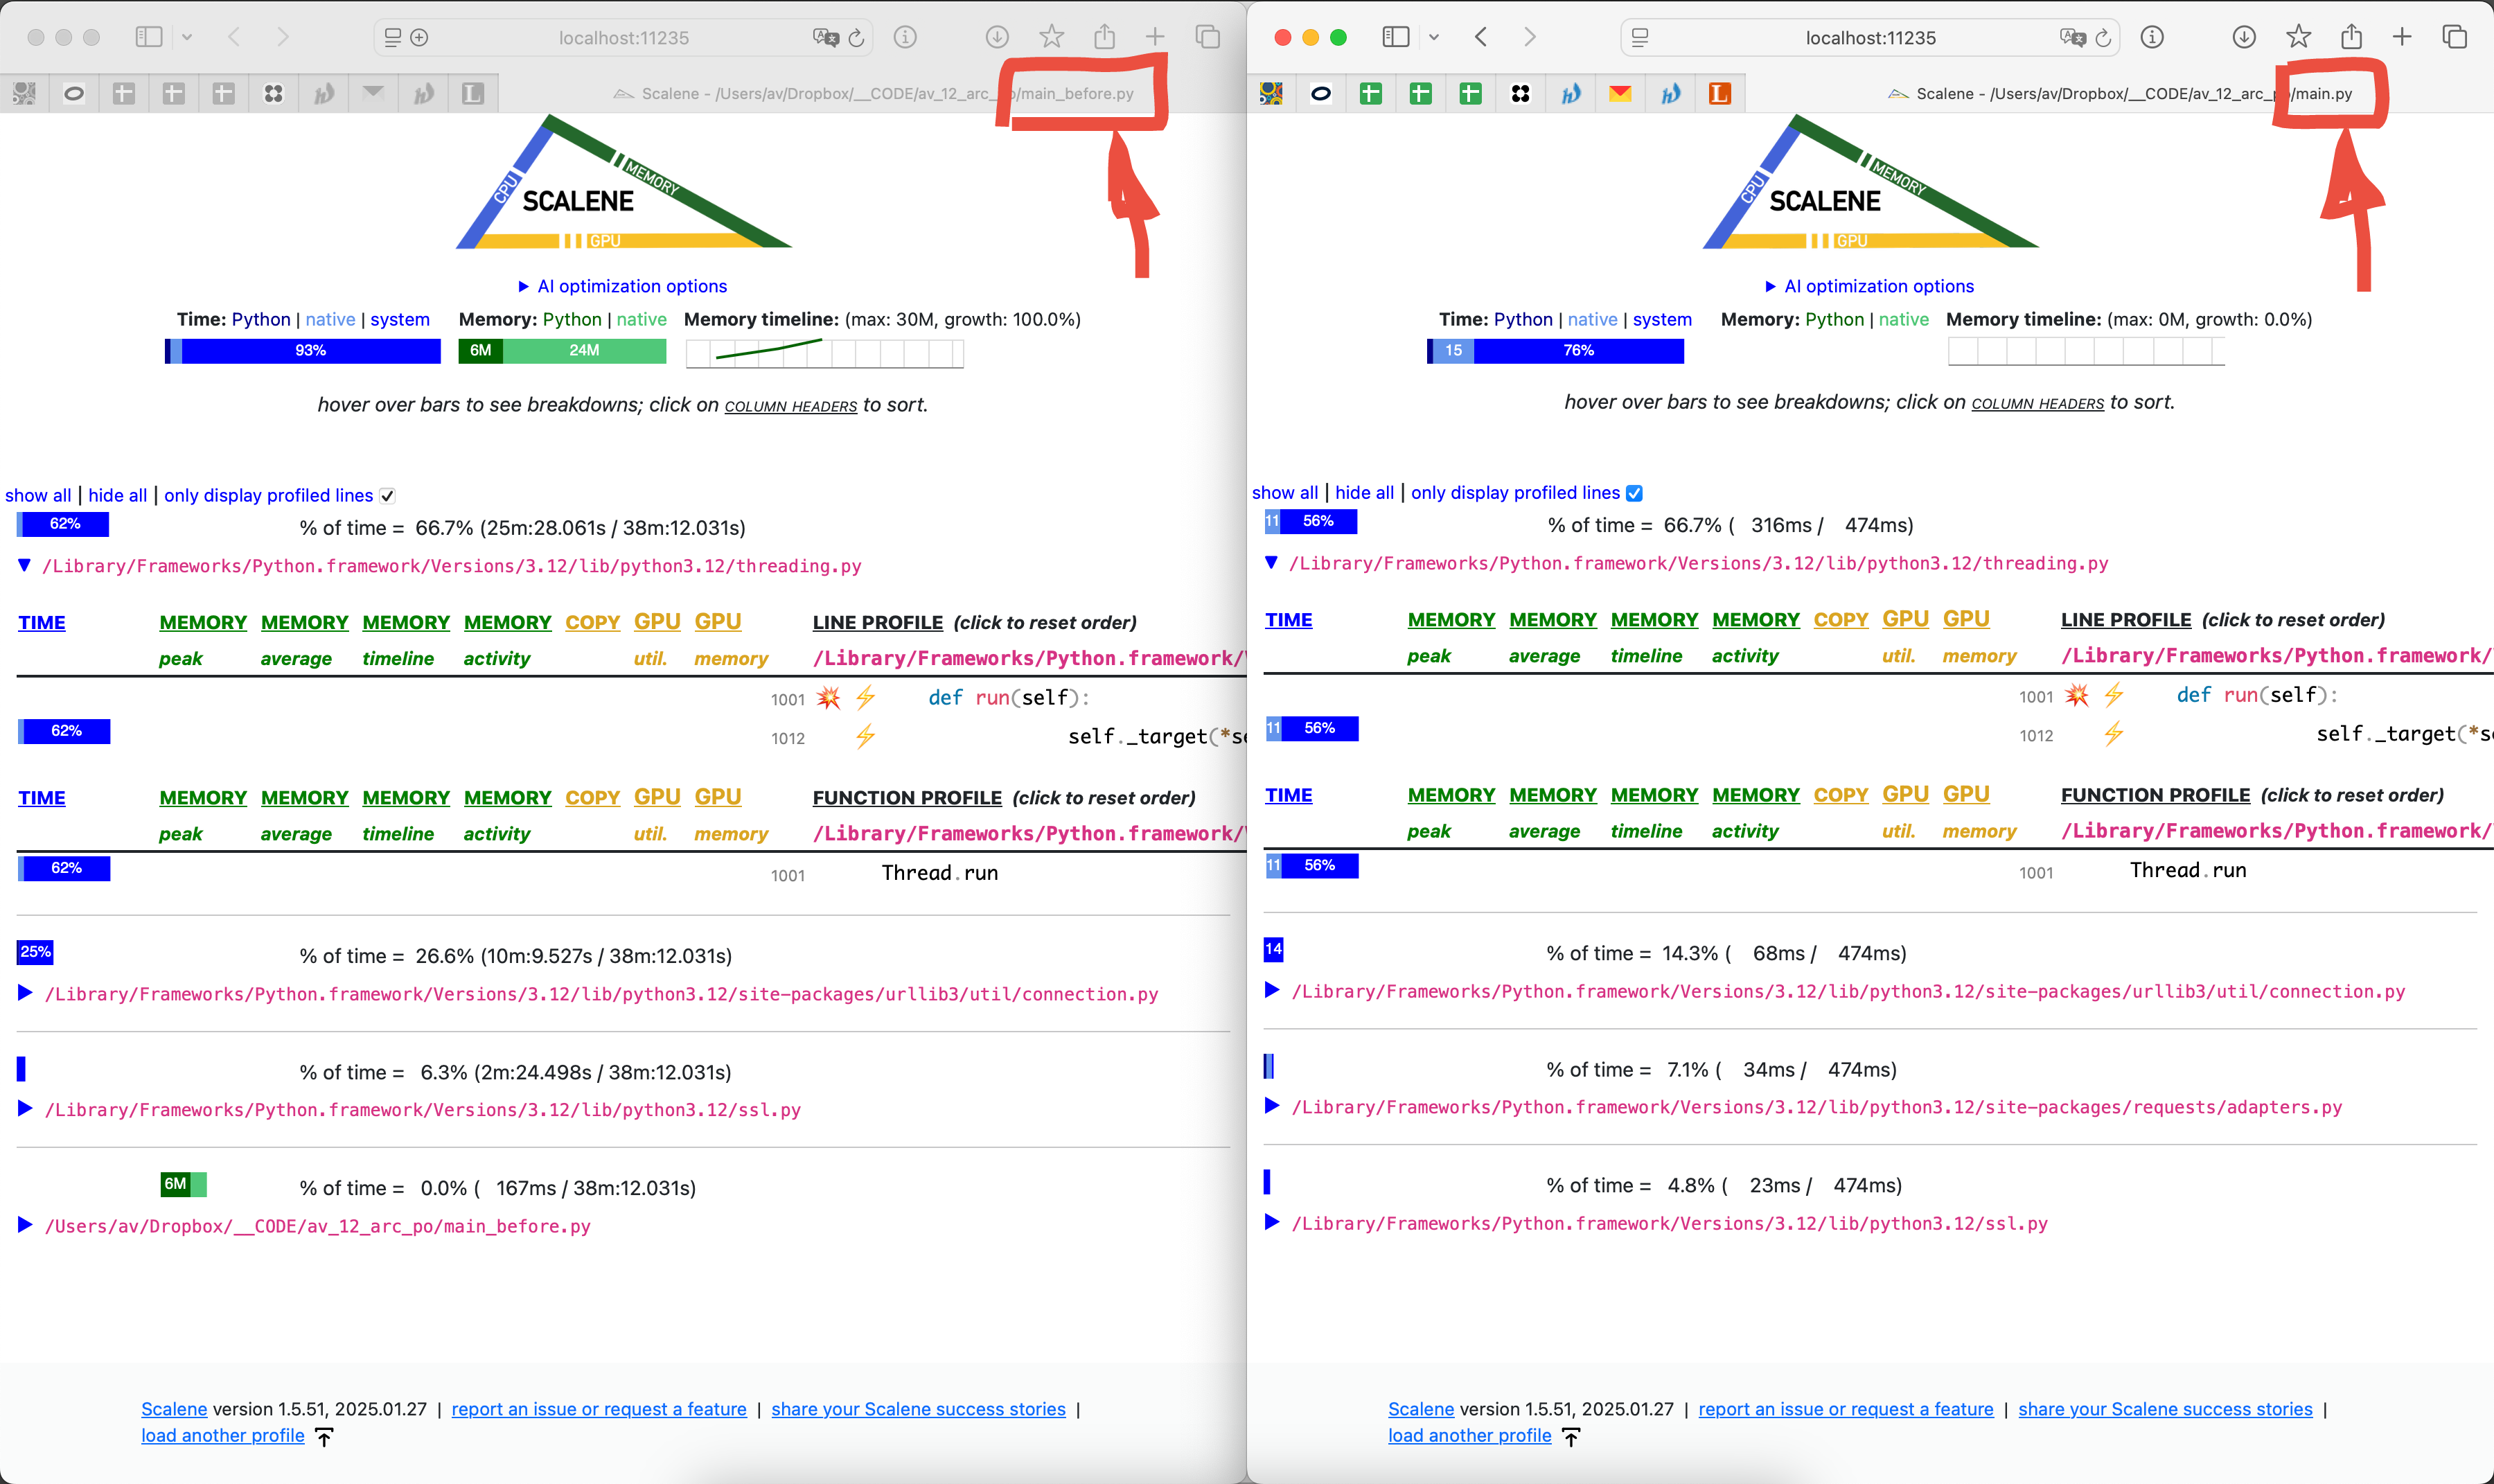 localhost:11235
Scalene - /Users/av/Dropbox/__CODE/av_12_arc_po/main_before.py
CPU
MEMORY
SCALENE
GPU
▶ AI optimization options
Time: Python | native | system
Memory: Python | native
Memory timeline: (max: 30M, growth: 100.0%)
93%
6M
24M
hover over bars to see breakdowns; click on COLUMN HEADERS to sort.
show all | hide all | only display profiled lines
62%
% of time = 66.7% (25m:28.061s / 38m:12.031s)
▼ /Library/Frameworks/Python.framework/Versions/3.12/lib/python3.12/threading.py
TIME MEMORY MEMORY MEMORY MEMORY COPY GPU GPU LINE PROFILE (click to reset order)
peak average timeline activity util. memory /Library/Frameworks/Python.framework/
1001 💥 ⚡ def run(self):
62% 1012 ⚡ self._target(*se
TIME MEMORY MEMORY MEMORY MEMORY COPY GPU GPU FUNCTION PROFILE (click to reset order)
peak average timeline activity util. memory /Library/Frameworks/Python.framework/
62% 1001 Thread.run
25%
% of time = 26.6% (10m:9.527s / 38m:12.031s)
▶ /Library/Frameworks/Python.framework/Versions/3.12/lib/python3.12/site-packages/urllib3/util/connection.py
% of time = 6.3% (2m:24.498s / 38m:12.031s)
▶ /Library/Frameworks/Python.framework/Versions/3.12/lib/python3.12/ssl.py
6M
% of time = 0.0% ( 167ms / 38m:12.031s)
▶ /Users/av/Dropbox/__CODE/av_12_arc_po/main_before.py
Scalene version 1.5.51, 2025.01.27 | report an issue or request a feature | share your Scalene success stories |
load another profile
localhost:11235
L
Scalene - /Users/av/Dropbox/__CODE/av_12_arc_po/main.py
CPU
MEMORY
SCALENE
GPU
▶ AI optimization options
Time: Python | native | system
Memory: Python | native
Memory timeline: (max: 0M, growth: 0.0%)
15
76%
hover over bars to see breakdowns; click on COLUMN HEADERS to sort.
show all | hide all | only display profiled lines
11 56%
% of time = 66.7% ( 316ms / 474ms)
▼ /Library/Frameworks/Python.framework/Versions/3.12/lib/python3.12/threading.py
TIME MEMORY MEMORY MEMORY MEMORY COPY GPU GPU LINE PROFILE (click to reset order)
peak average timeline activity util. memory /Library/Frameworks/Python.framework/
1001 💥 ⚡ def run(self):
11 56% 1012 ⚡ self._target(*s
TIME MEMORY MEMORY MEMORY MEMORY COPY GPU GPU FUNCTION PROFILE (click to reset order)
peak average timeline activity util. memory /Library/Frameworks/Python.framework/
11 56% 1001 Thread.run
14
% of time = 14.3% ( 68ms / 474ms)
▶ /Library/Frameworks/Python.framework/Versions/3.12/lib/python3.12/site-packages/urllib3/util/connection.py
% of time = 7.1% ( 34ms / 474ms)
▶ /Library/Frameworks/Python.framework/Versions/3.12/lib/python3.12/site-packages/requests/adapters.py
% of time = 4.8% ( 23ms / 474ms)
▶ /Library/Frameworks/Python.framework/Versions/3.12/lib/python3.12/ssl.py
Scalene version 1.5.51, 2025.01.27 | report an issue or request a feature | share your Scalene success stories |
load another profile